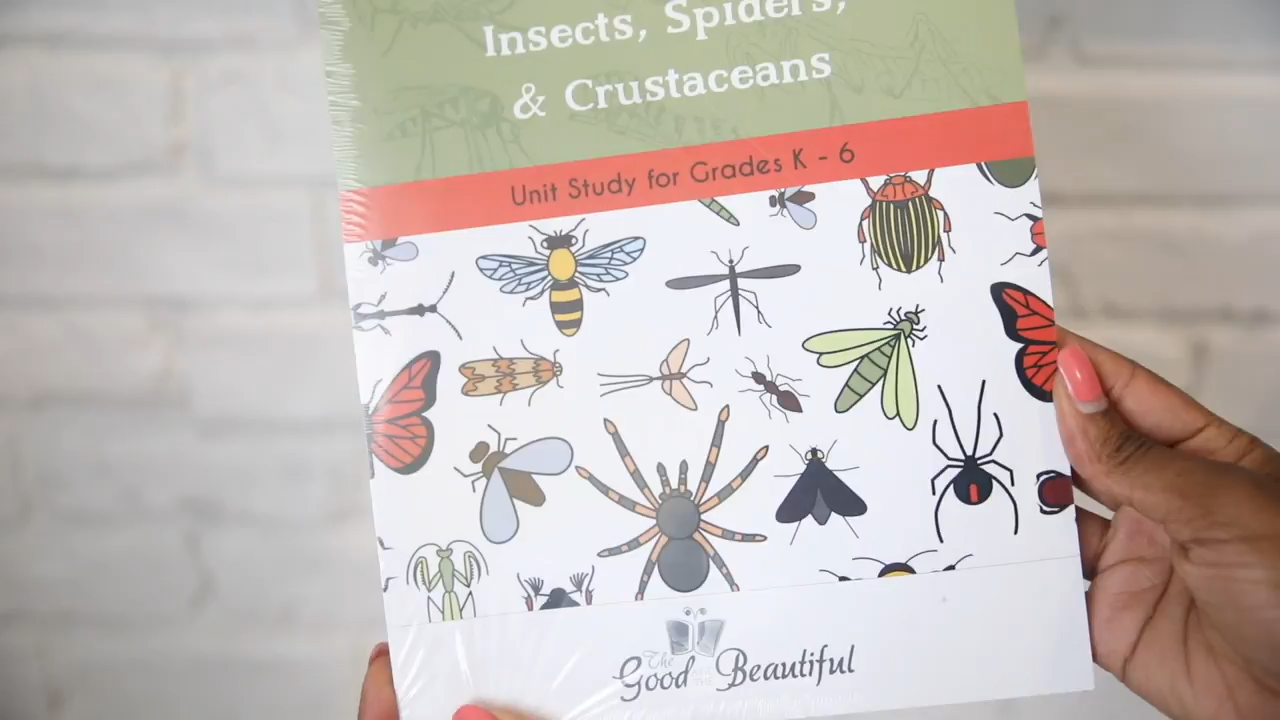 Insects, Spiders,
& Crustaceans
Unit Study for Grades K - 6
The
Good AND THE Beautiful